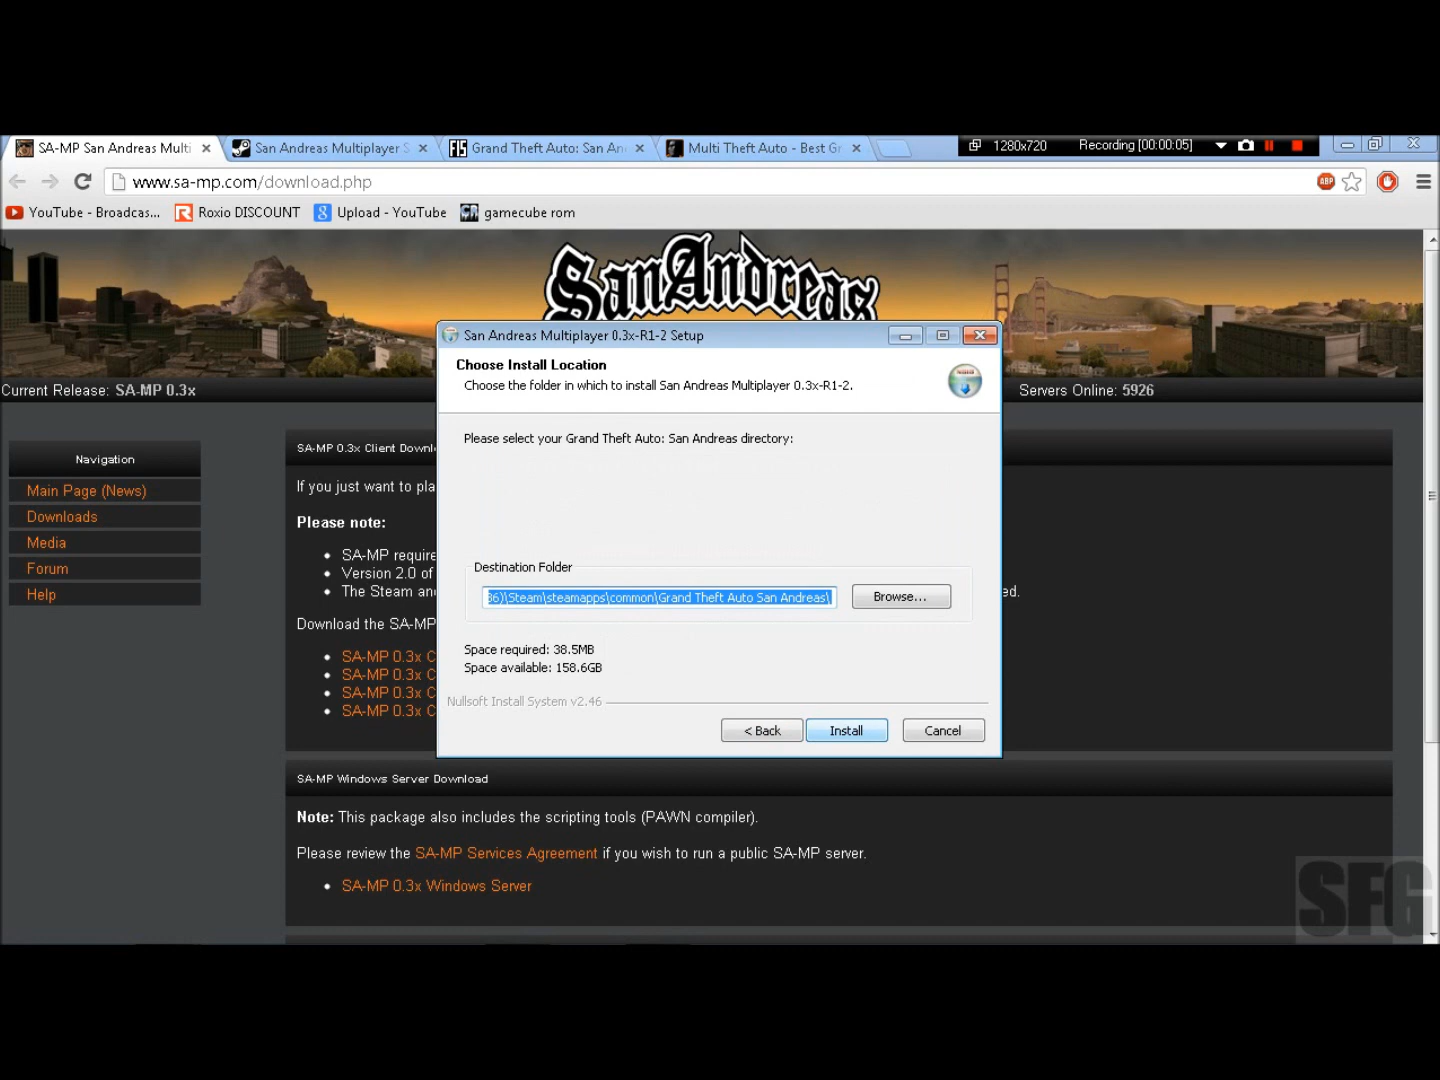 SA-MP San Andreas Multi
San Andreas Multiplayer S
Grand Theft Auto: San An
Multi Theft Auto - Best Gr
1280x720
Recording [00:00:05]
www.sa-mp.com/download.php
ABP
YouTube - Broadcas...
Roxio DISCOUNT
Upload - YouTube
gamecube rom
San Andreas
San Andreas Multiplayer 0.3x-R1-2 Setup
Choose Install Location
Choose the folder in which to install San Andreas Multiplayer 0.3x-R1-2.
Current Release: SA-MP 0.3x
Servers Online: 5926
Please select your Grand Theft Auto: San Andreas directory:
Navigation
Main Page (News)
Downloads
Media
Forum
Help
SA-MP 0.3x Client Downl
If you just want to pla
Please note:
SA-MP require
Version 2.0 of
The Steam an
ed.
Download the SA-MP
SA-MP 0.3x C
SA-MP 0.3x C
SA-MP 0.3x C
SA-MP 0.3x C
Destination Folder
86)\Steam\steamapps\common\Grand Theft Auto San Andreas\
Browse...
Space required: 38.5MB
Space available: 158.6GB
Nullsoft Install System v2.46
< Back
Install
Cancel
SA-MP Windows Server Download
Note: This package also includes the scripting tools (PAWN compiler).
Please review the SA-MP Services Agreement if you wish to run a public SA-MP server.
SA-MP 0.3x Windows Server
SFG